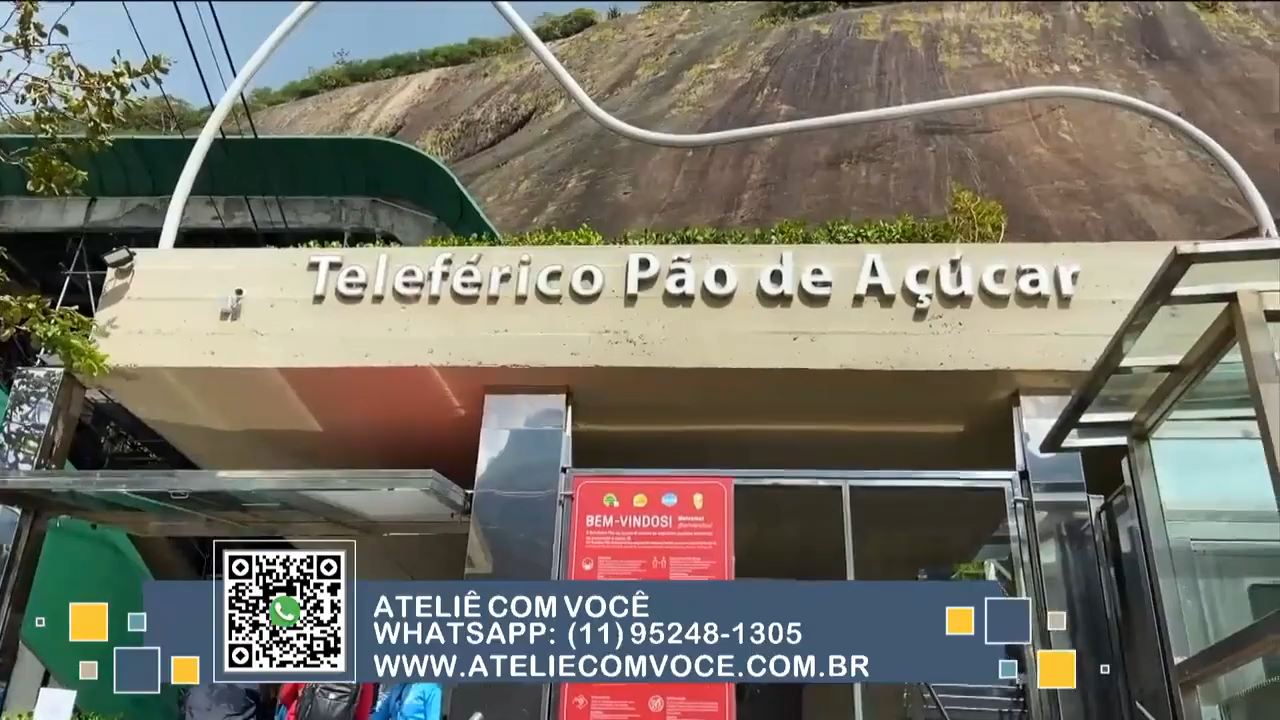 Teleférico Pão de Açúcar
BEM-VINDOS!
ATELIÊ COM VOCÊ
WHATSAPP: (11) 95248-1305
WWW.ATELIECOMVOCE.COM.BR